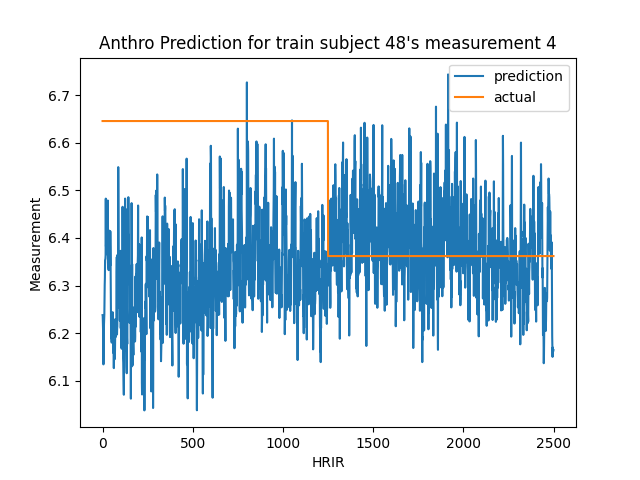 Anthro Prediction for train subject 48's measurement 4
prediction
actual
Measurement
6.7
6.6
6.5
6.4
6.3
6.2
6.1
0 500 1000 1500 2000 2500
HRIR